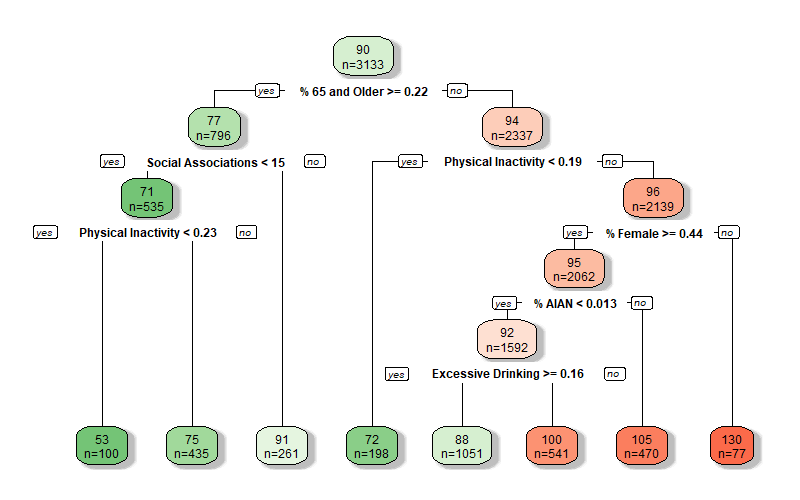 90
n=3133
yes % 65 and Older >= 0.22 no
77
n=796
94
n=2337
yes Social Associations < 15 no
yes Physical Inactivity < 0.19 no
71
n=535
96
n=2139
yes Physical Inactivity < 0.23 no
yes % Female >= 0.44 no
95
n=2062
yes % AIAN < 0.013 no
92
n=1592
yes Excessive Drinking >= 0.16 no
53
n=100
75
n=435
91
n=261
72
n=198
88
n=1051
100
n=541
105
n=470
130
n=77